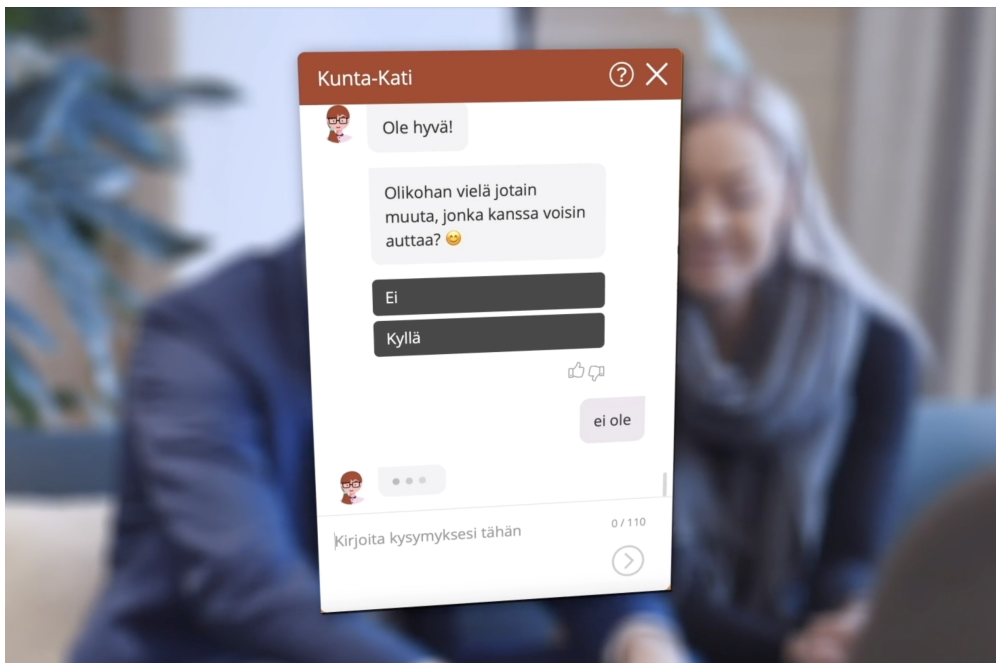 Kunta-Kati
Ole hyvä!
Olikohan vielä jotain
muuta, jonka kanssa voisin
auttaa? 😊
Ei
Kyllä
ei ole
0 / 110
Kirjoita kysymyksesi tähän